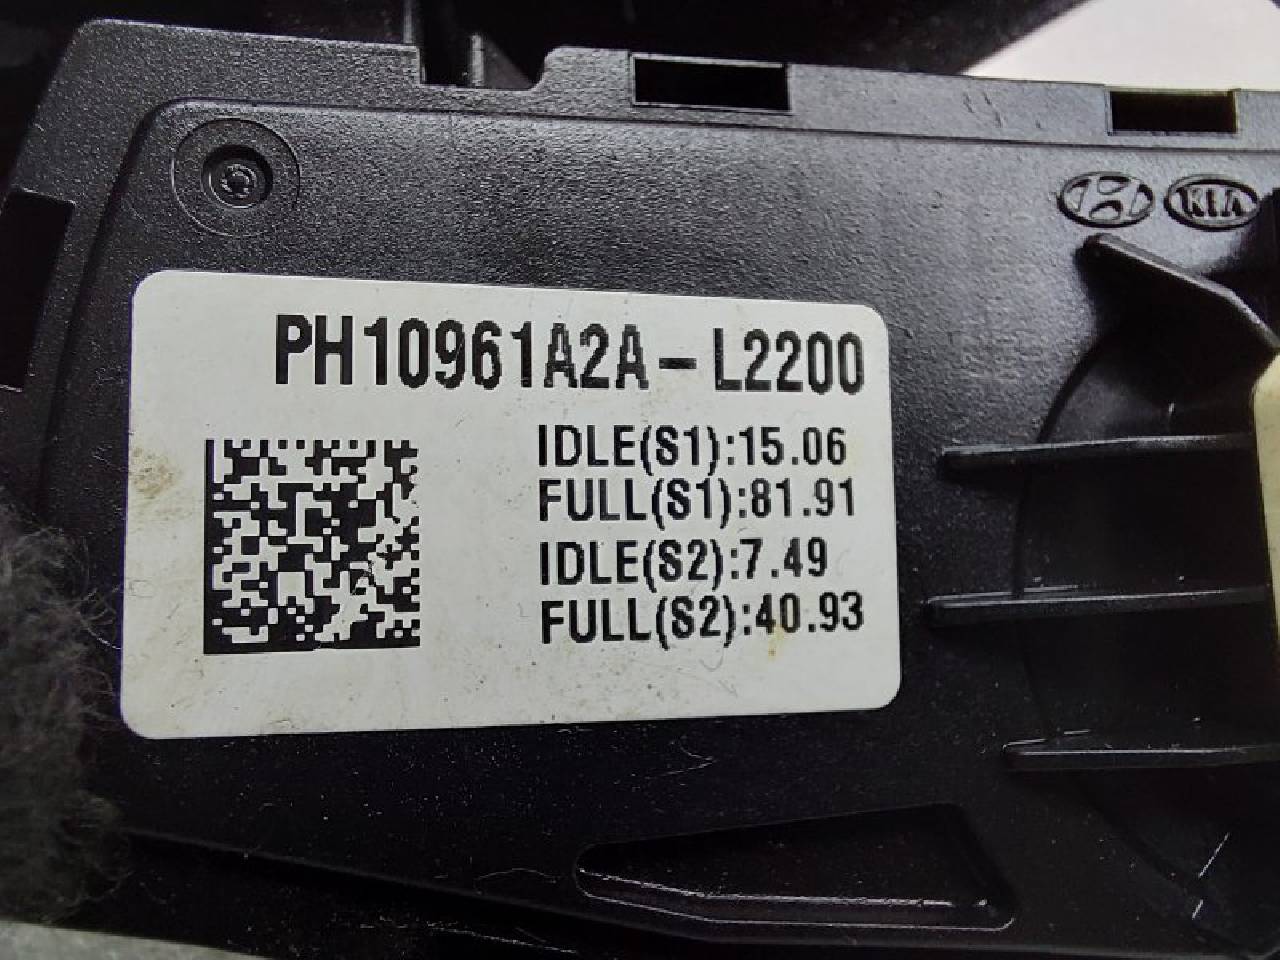 KIA
PH10961A2A-L2200
IDLE(S1):15.06
FULL(S1):81.91
IDLE(S2):7.49
FULL(S2):40.93